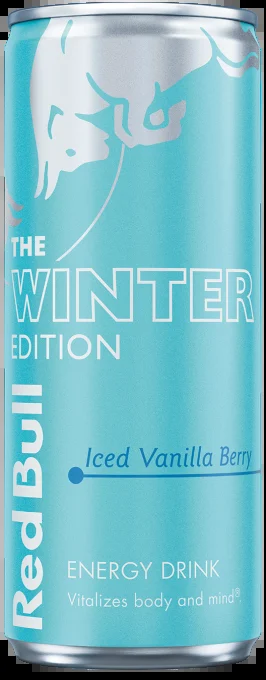 THE
WINTER
EDITION
Red Bull
Iced Vanilla Berry
ENERGY DRINK
Vitalizes body and mind®.